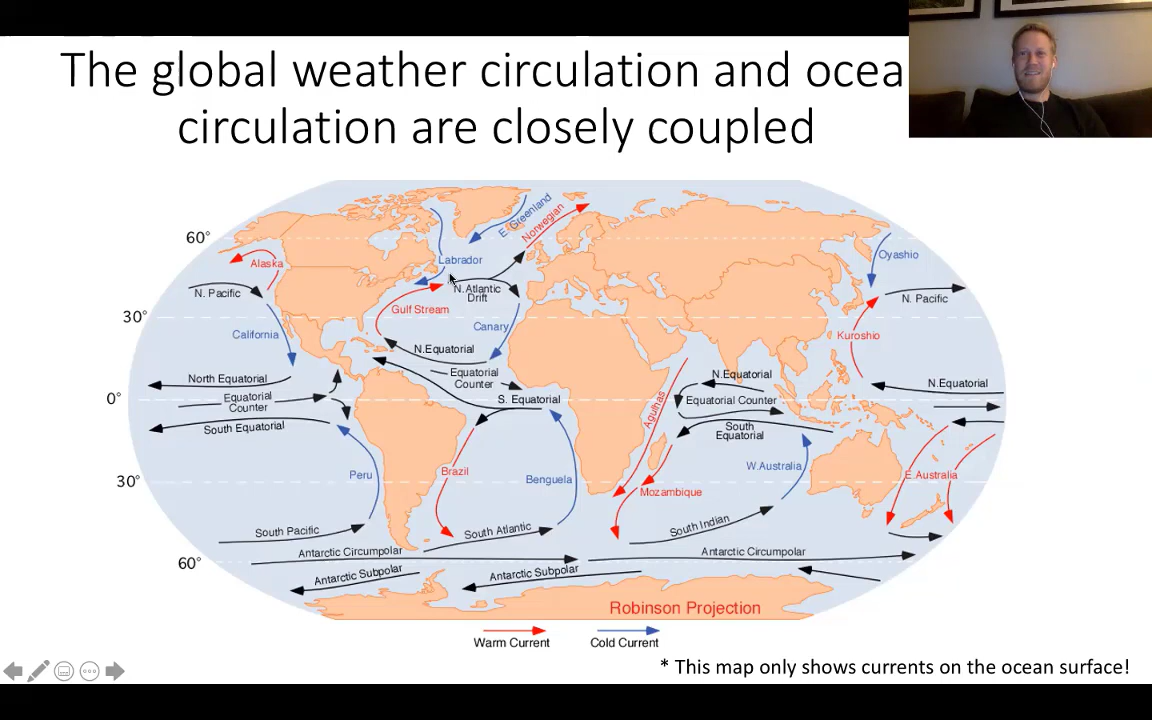 The global weather circulation and ocea
circulation are closely coupled
60°
30°
0°
30°
60°
Alaska
N. Pacific
California
North Equatorial
Equatorial
Counter
South Equatorial
Peru
South Pacific
Antarctic Circumpolar
Antarctic Subpolar
Labrador
E. Greenland
Norwegian
N. Atlantic
Drift
Gulf Stream
Canary
N.Equatorial
Equatorial
Counter
S. Equatorial
Brazil
Benguela
South Atlantic
Antarctic Subpolar
Agulhas
Mozambique
N.Equatorial
Equatorial Counter
South
Equatorial
W.Australia
South Indian
Antarctic Circumpolar
Oyashio
N. Pacific
Kuroshio
N.Equatorial
E.Australia
Robinson Projection
Warm Current
Cold Current
* This map only shows currents on the ocean surface!